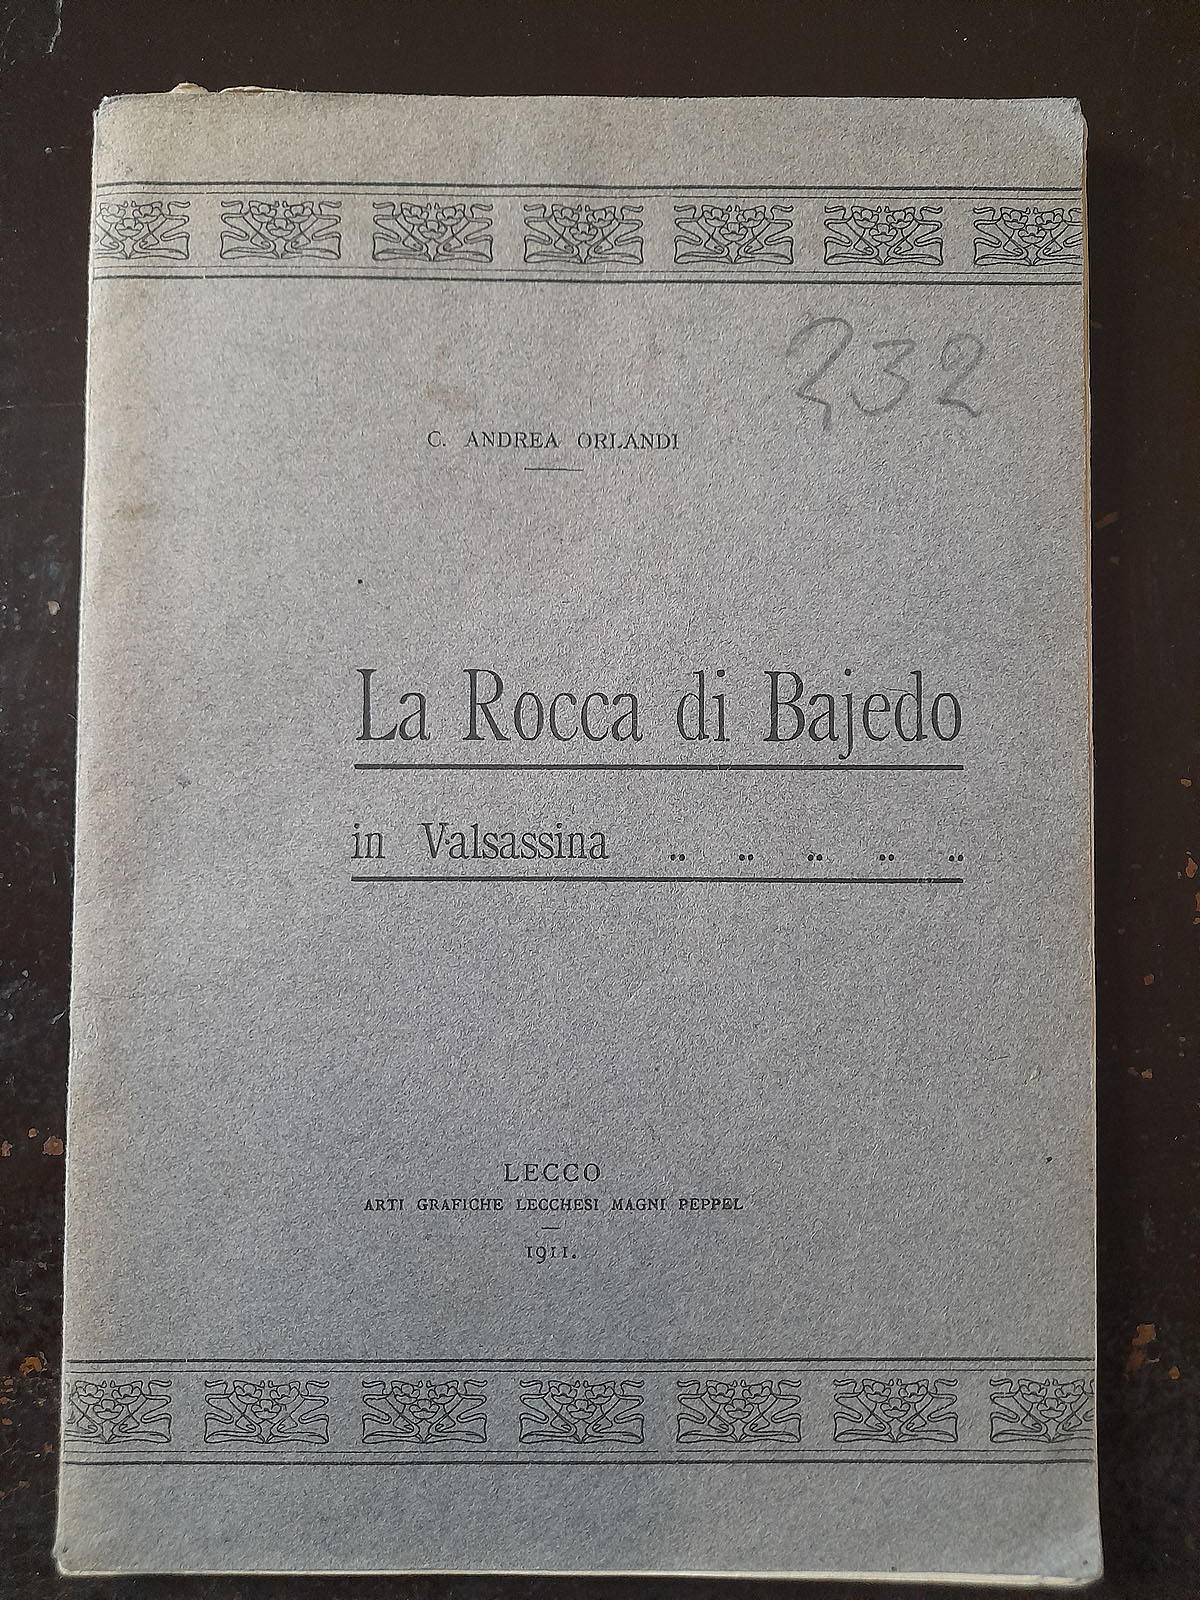 232
C. ANDREA ORLANDI
La Rocca di Bajedo
in Valsassina
LECCO
ARTI GRAFICHE LECCHESI MAGNI PEPPEL
1911.